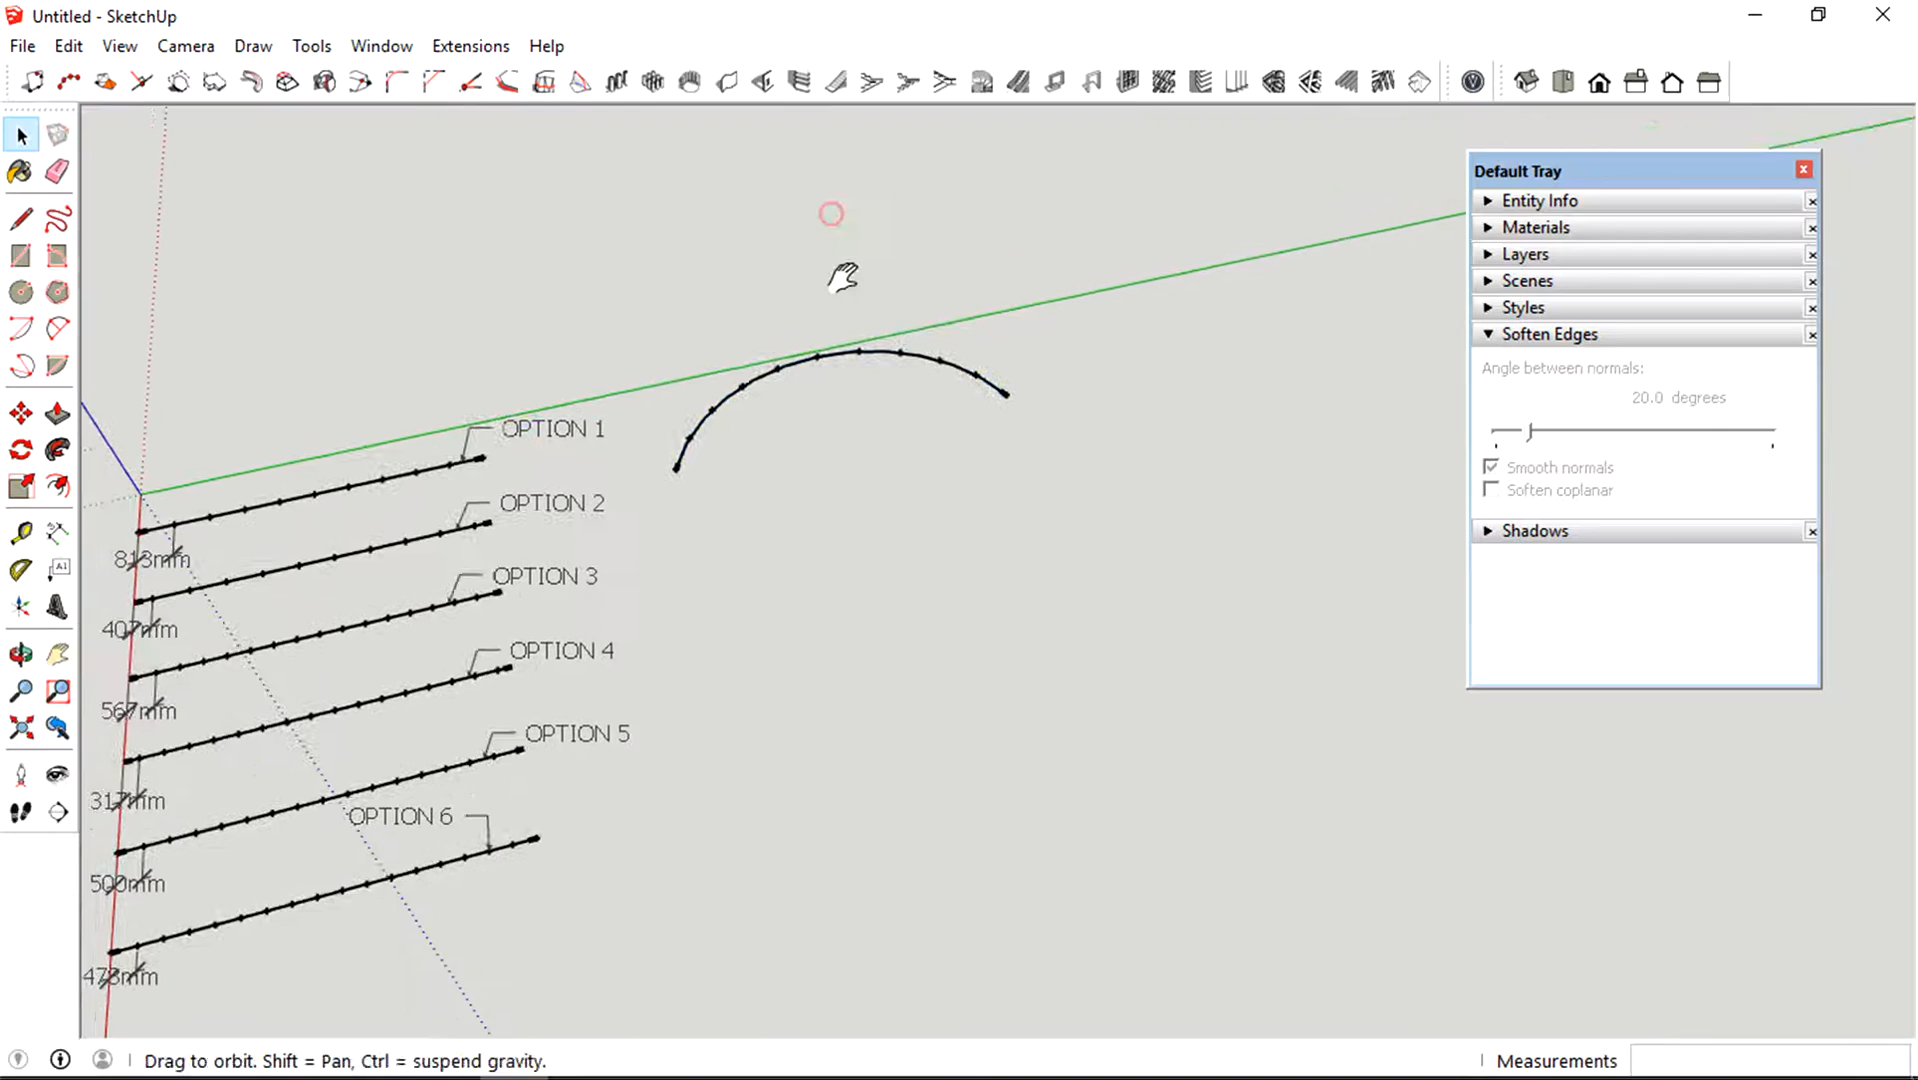 Untitled - SketchUp
File Edit View Camera Draw Tools Window Extensions Help
Default Tray
Entity Info
Materials
Layers
Scenes
Styles
Soften Edges
Angle between normals:
20.0 degrees
Smooth normals
Soften coplanar
Shadows
OPTION 1
OPTION 2
OPTION 3
OPTION 4
OPTION 5
OPTION 6
813mm
407mm
567mm
317mm
500mm
473mm
A1
Drag to orbit. Shift = Pan, Ctrl = suspend gravity.
Measurements